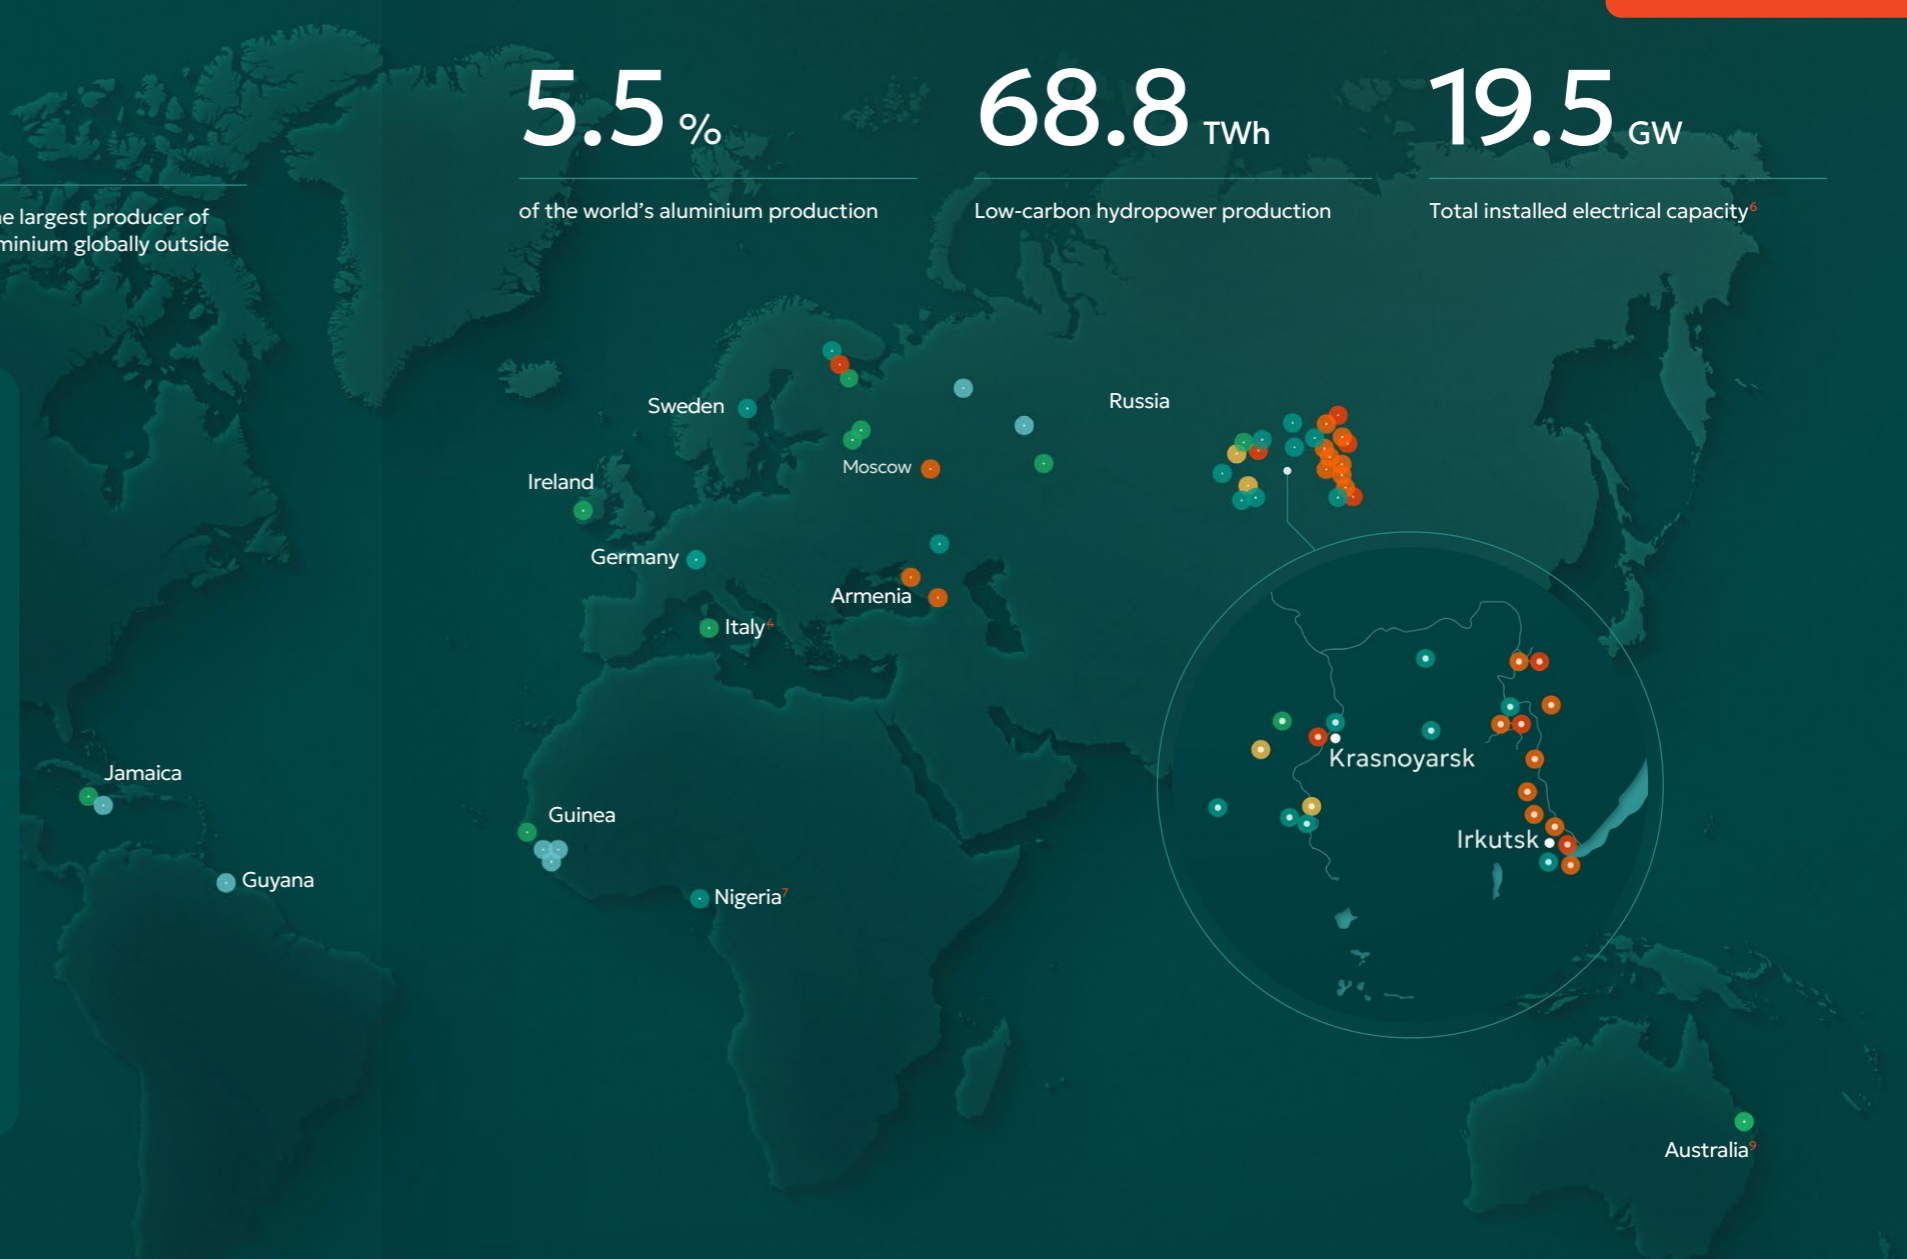 5.5 %
of the world's aluminium production
68.8 TWh
Low-carbon hydropower production
19.5 GW
Total installed electrical capacity6
largest producer of
globally outside
Sweden
Russia
Moscow
Ireland
Germany
Armenia
Italy4
Krasnoyarsk
Irkutsk
Jamaica
Guinea
Guyana
Nigeria7
Australia9